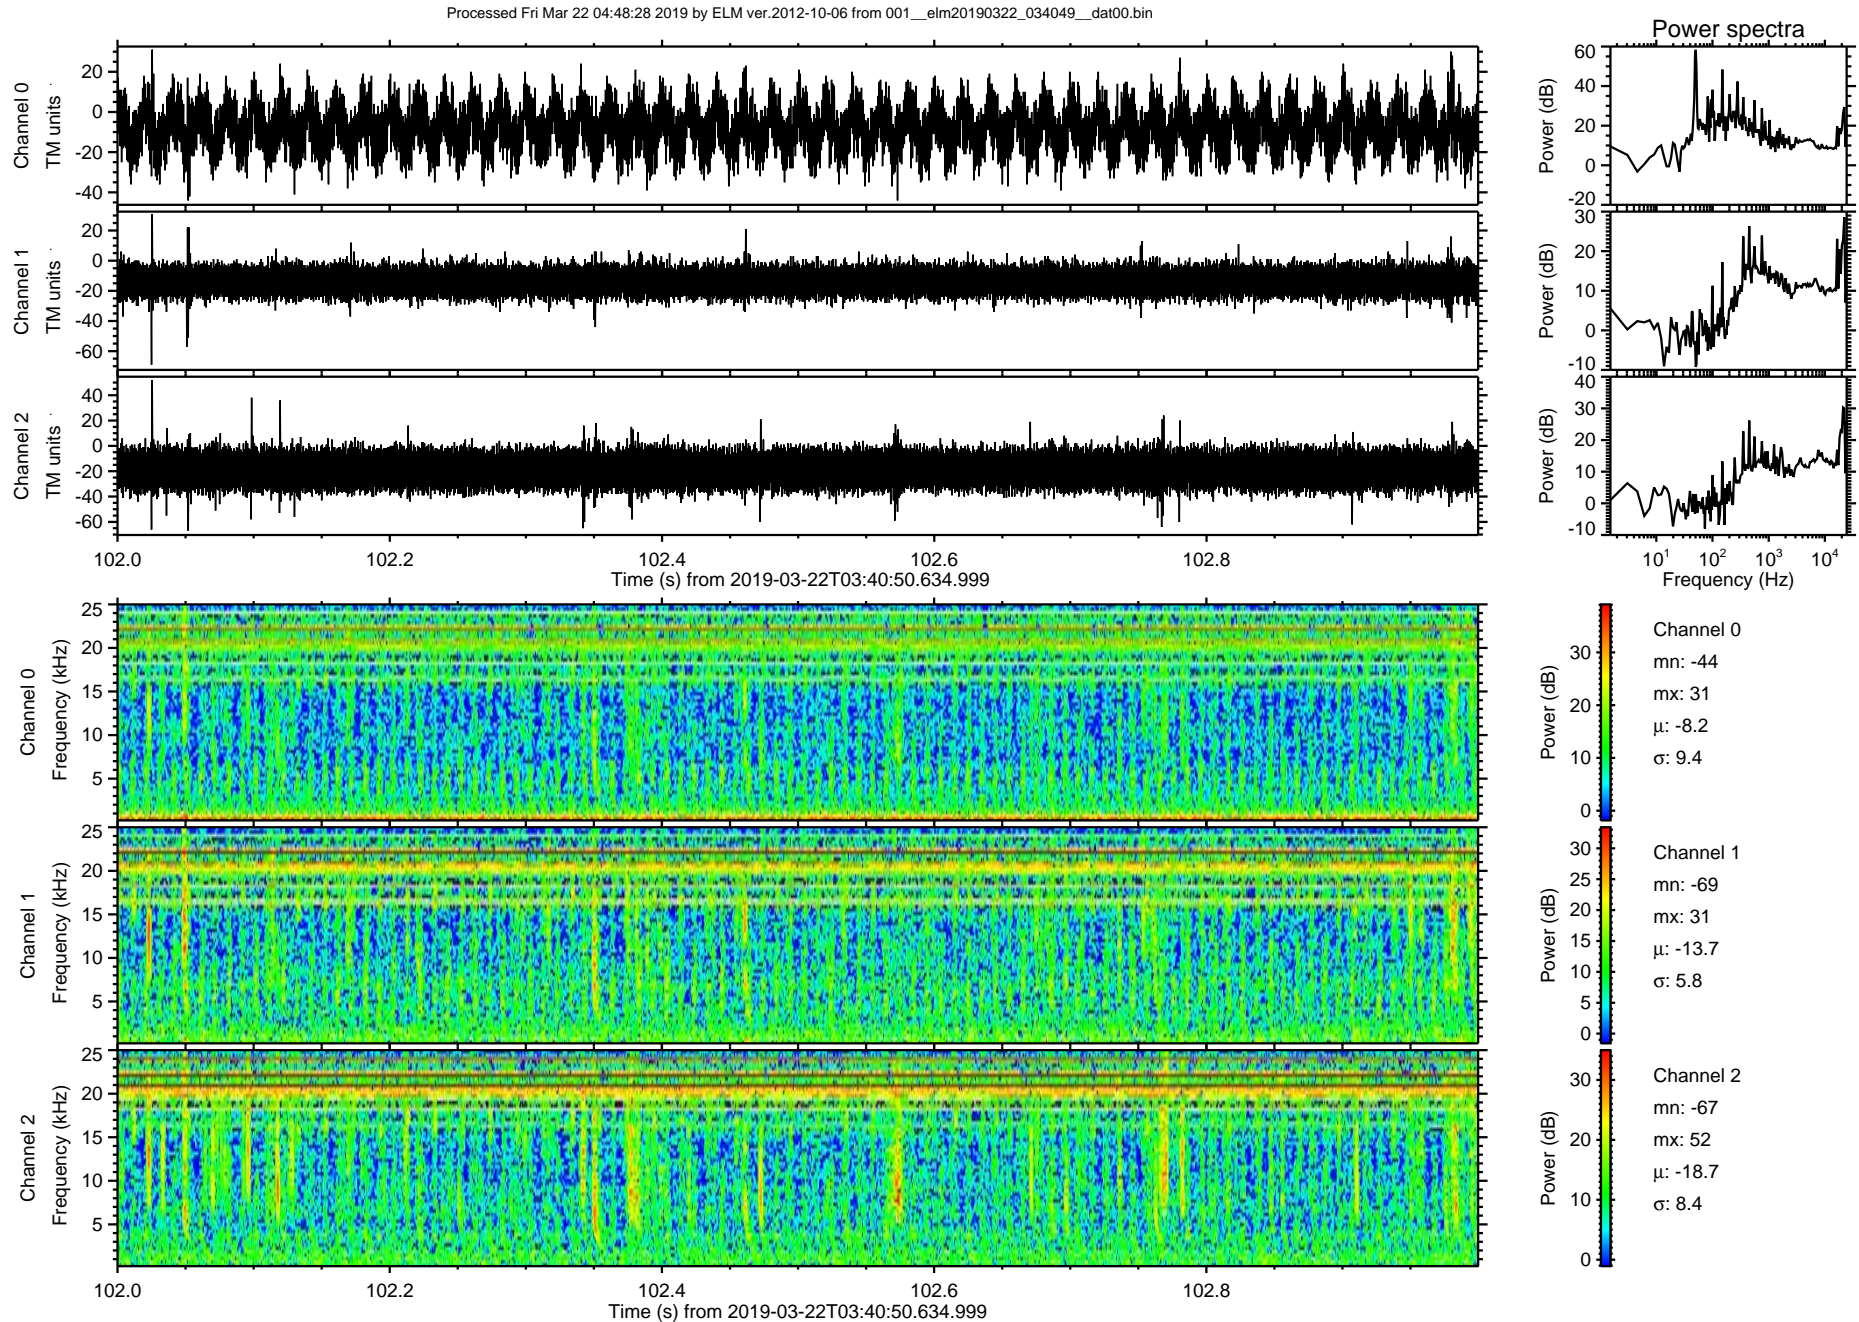 Processed Fri Mar 22 04:48:28 2019 by ELM ver.2012-10-06 from 001__elm20190322_034049__dat00.bin
Power spectra
Channel 0
TM units
20
0
-20
-40
Power (dB)
60
40
20
0
-20
Channel 1
TM units
20
0
-20
-40
-60
Power (dB)
30
20
10
0
-10
Channel 2
TM units
40
20
0
-20
-40
-60
Power (dB)
40
30
20
10
0
-10
102.0 102.2 102.4 102.6 102.8
Time (s) from 2019-03-22T03:40:50.634.999
10¹ 10² 10³ 10⁴
Frequency (Hz)
Channel 0
Frequency (kHz)
25
20
15
10
5
Power (dB)
30
20
10
0
Channel 0
mn: -44
mx: 31
μ: -8.2
σ: 9.4
Channel 1
Frequency (kHz)
25
20
15
10
5
Power (dB)
30
25
20
15
10
5
0
Channel 1
mn: -69
mx: 31
μ: -13.7
σ: 5.8
Channel 2
Frequency (kHz)
25
20
15
10
5
Power (dB)
30
20
10
0
Channel 2
mn: -67
mx: 52
μ: -18.7
σ: 8.4
102.0 102.2 102.4 102.6 102.8
Time (s) from 2019-03-22T03:40:50.634.999